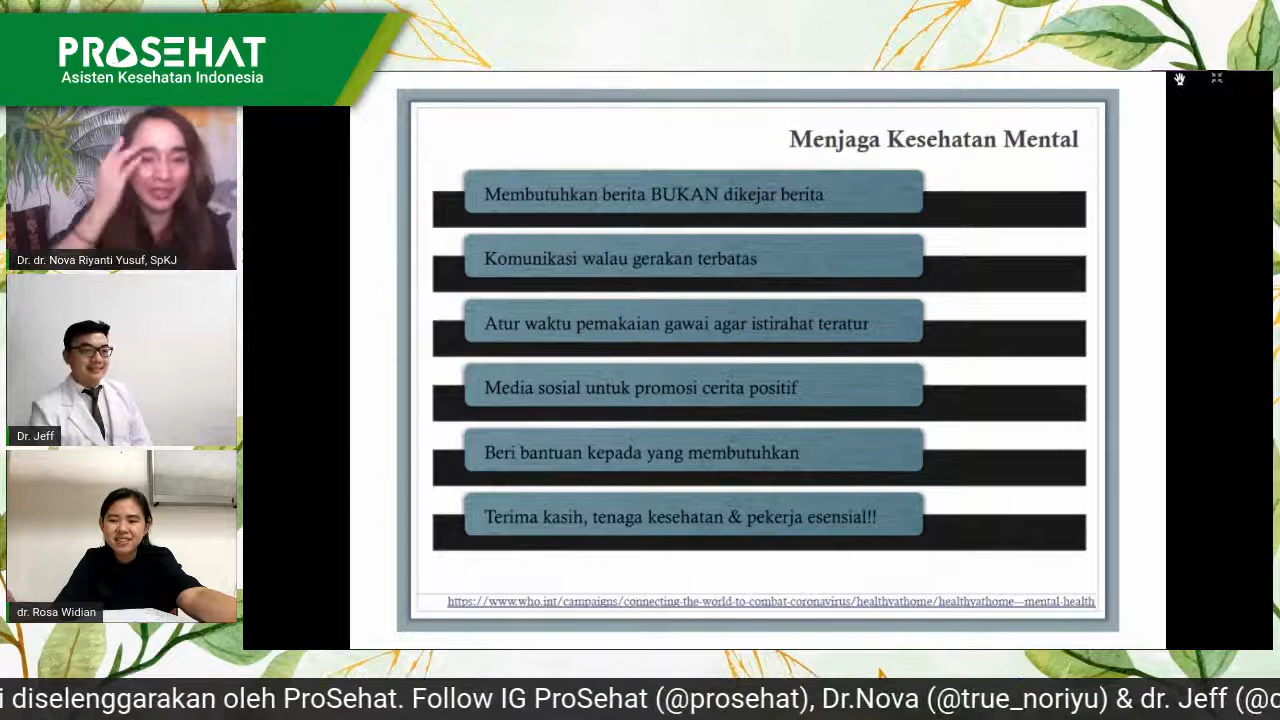 PROSEHAT
Asisten Kesehatan Indonesia
Dr. dr. Nova Riyanti Yusuf, SpKJ
Dr. Jeff
dr. Rosa Widian
Menjaga Kesehatan Mental
Membutuhkan berita BUKAN dikejar berita
Komunikasi walau gerakan terbatas
Atur waktu pemakaian gawai agar istirahat teratur
Media sosial untuk promosi cerita positif
Beri bantuan kepada yang membutuhkan
Terima kasih, tenaga kesehatan & pekerja esensial!!
https://www.who.int/campaigns/connecting-the-world-to-combat-coronavirus/healthyathome/healthyathome---mental-health
i diselenggarakan oleh ProSehat. Follow IG ProSehat (@prosehat), Dr.Nova (@true_noriyu) & dr. Jeff (@